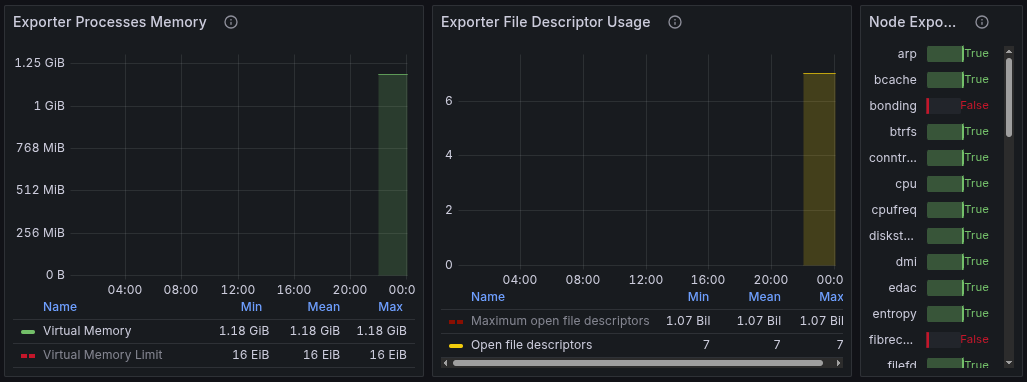 Exporter Processes Memory
1.25 GiB
1 GiB
768 MiB
512 MiB
256 MiB
0 B
04:00 08:00 12:00 16:00 20:00 00:0
Name Min Mean Max
Virtual Memory 1.18 GiB 1.18 GiB 1.18 GiB
Virtual Memory Limit 16 EiB 16 EiB 16 EiB
Exporter File Descriptor Usage
6
4
2
0
04:00 08:00 12:00 16:00 20:00 00:0
Name Min Mean Max
Maximum open file descriptors 1.07 Bil 1.07 Bil 1.07 Bil
Open file descriptors 7 7 7
Node Expo...
arp True
bcache True
bonding False
btrfs True
conntr... True
cpu True
cpufreq True
diskst... True
dmi True
edac True
entropy True
fibrec... False
filefd True